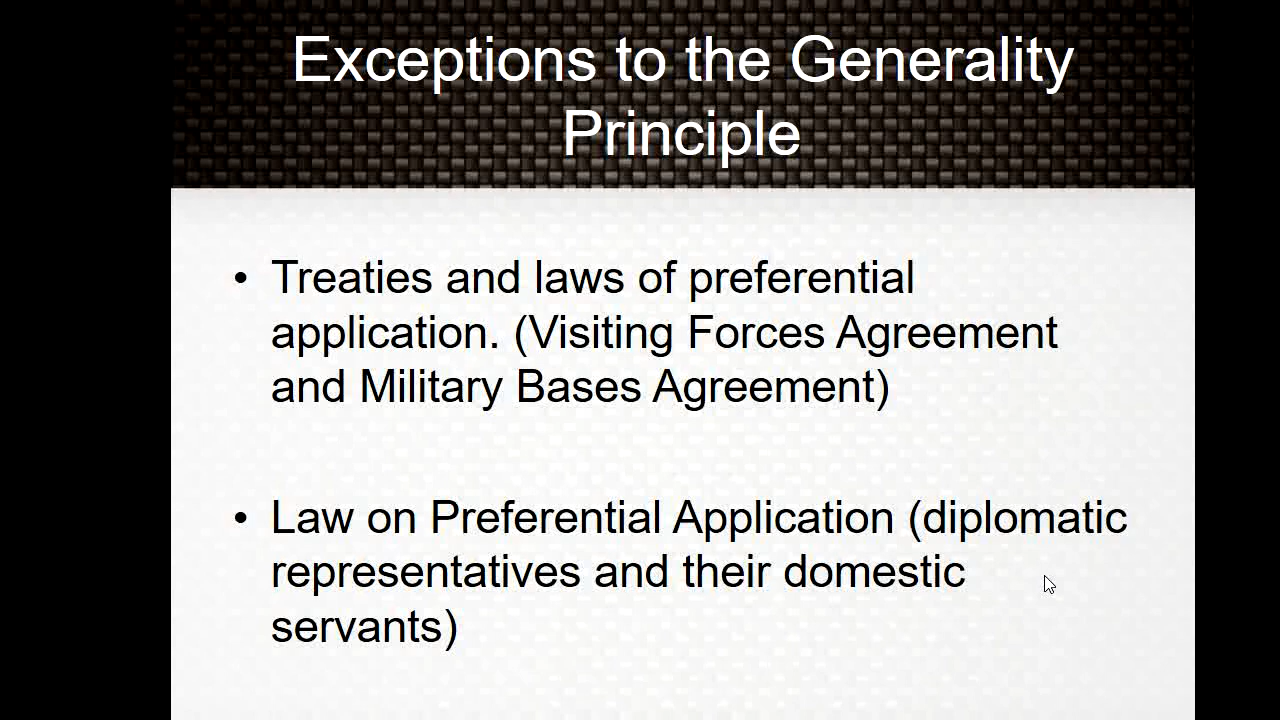 Exceptions to the Generality
Principle
• Treaties and laws of preferential
application. (Visiting Forces Agreement
and Military Bases Agreement)
• Law on Preferential Application (diplomatic
representatives and their domestic
servants)